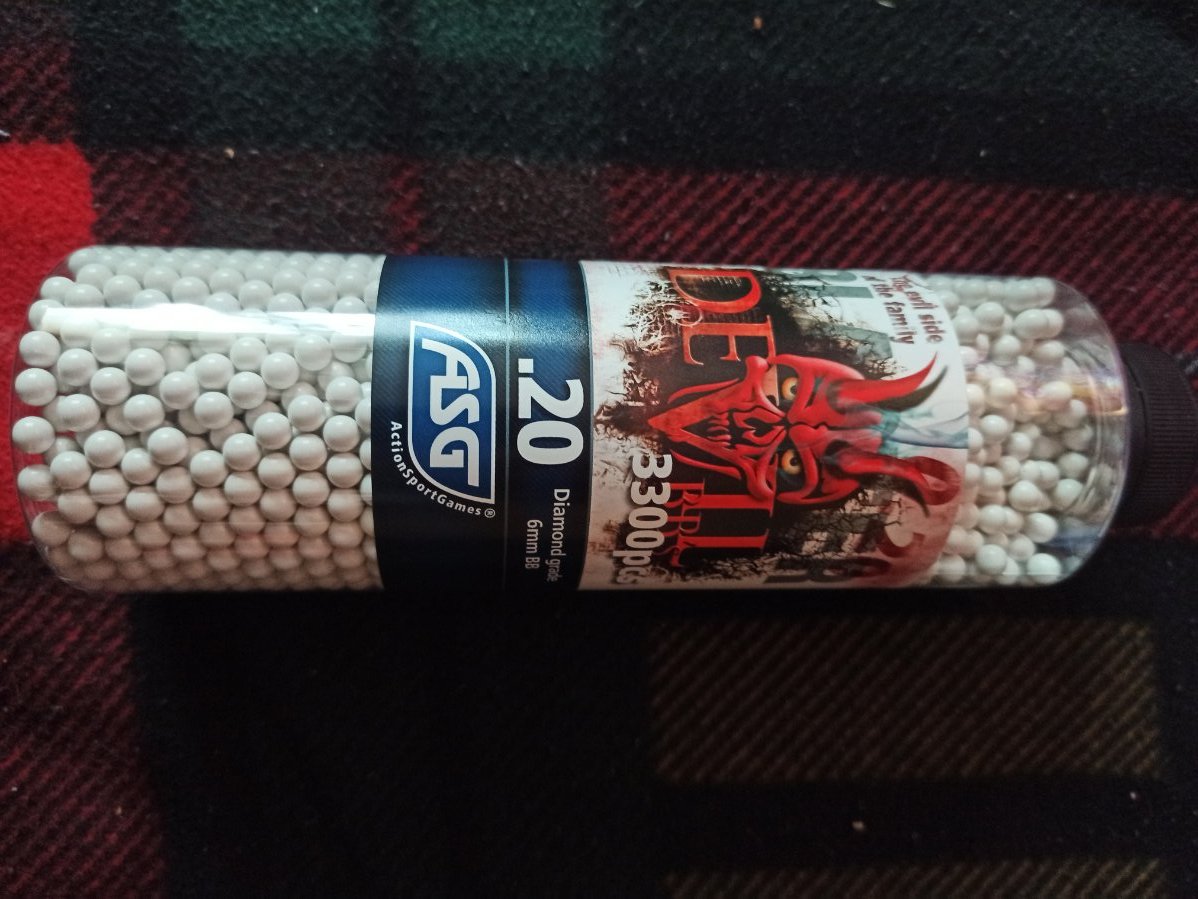 The evil side
of the family
DEVIL
3300pcs
.20
Diamond grade
6mm BB
ASG
ActionSportGames®